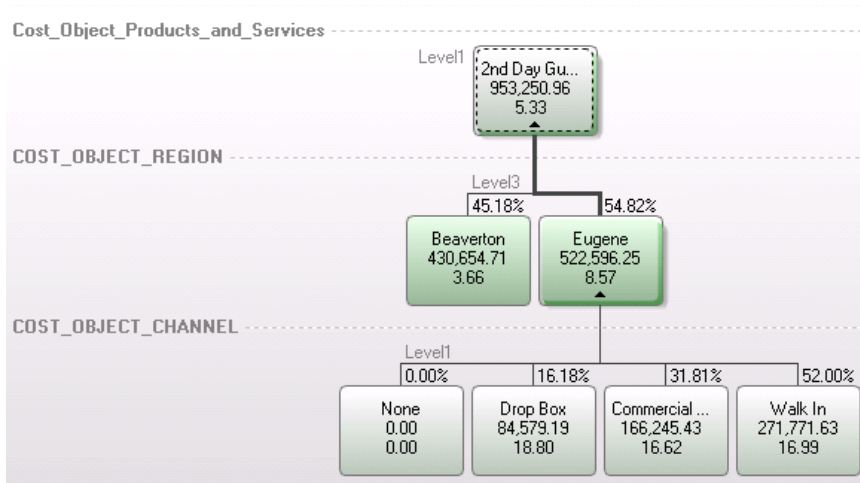 Cost_Object_Products_and_Services
Level1
2nd Day Gu...
953,250.96
5.33
COST_OBJECT_REGION
Level3
45.18%
54.82%
Beaverton
430,654.71
3.66
Eugene
522,596.25
8.57
COST_OBJECT_CHANNEL
Level1
0.00%
16.18%
31.81%
52.00%
None
0.00
0.00
Drop Box
84,579.19
18.80
Commercial ...
166,245.43
16.62
Walk In
271,771.63
16.99